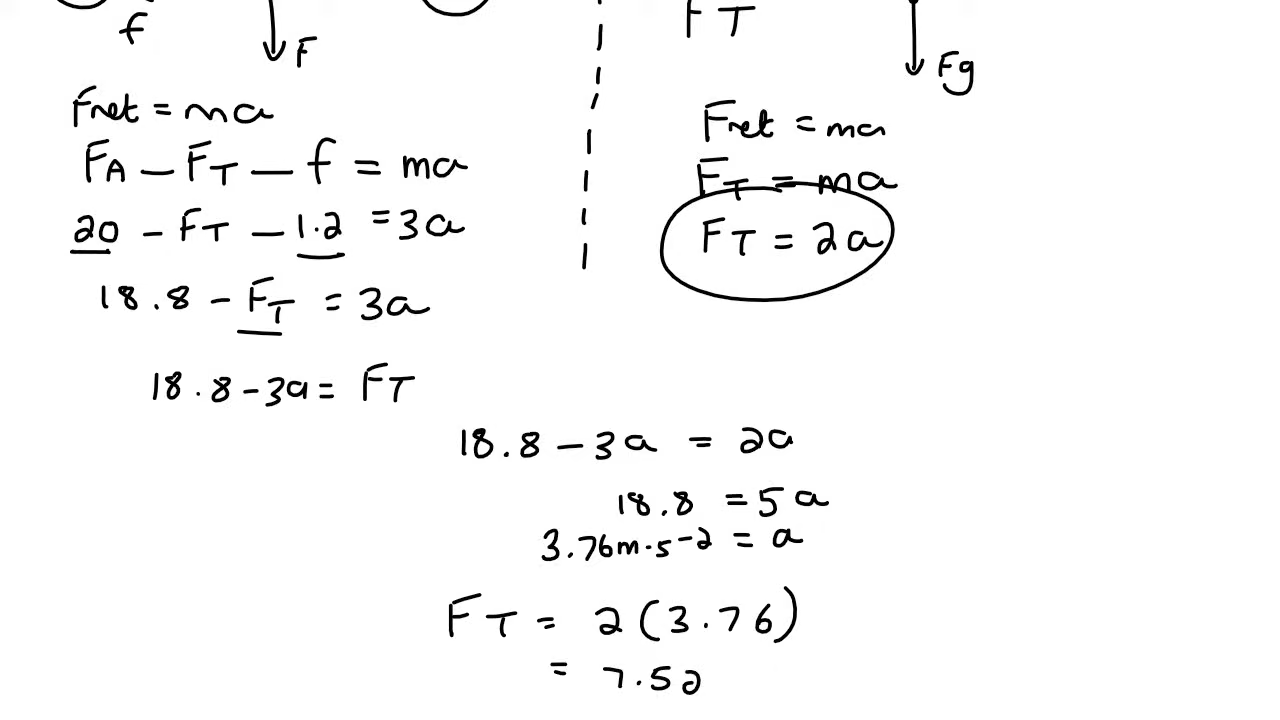 f
F
Fnet = ma
FA - FT - f = ma
20 - FT - 1.2 = 3a
18.8 - FT = 3a
18.8 - 3a = FT
FT
Fg
Fnet = ma
FT = ma
FT = 2a
18.8 - 3a = 2a
18.8 = 5a
3.76m·s-2 = a
FT = 2(3.76)
= 7.52